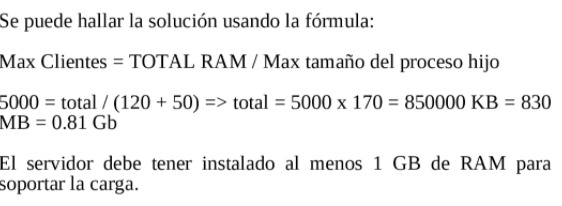 Se puede hallar la solución usando la fórmula:
Max Clientes = TOTAL RAM / Max tamaño del proceso hijo
5000 = total / (120 + 50) => total = 5000 x 170 = 850000 KB = 830
MB = 0.81 Gb
El servidor debe tener instalado al menos 1 GB de RAM para
soportar la carga.